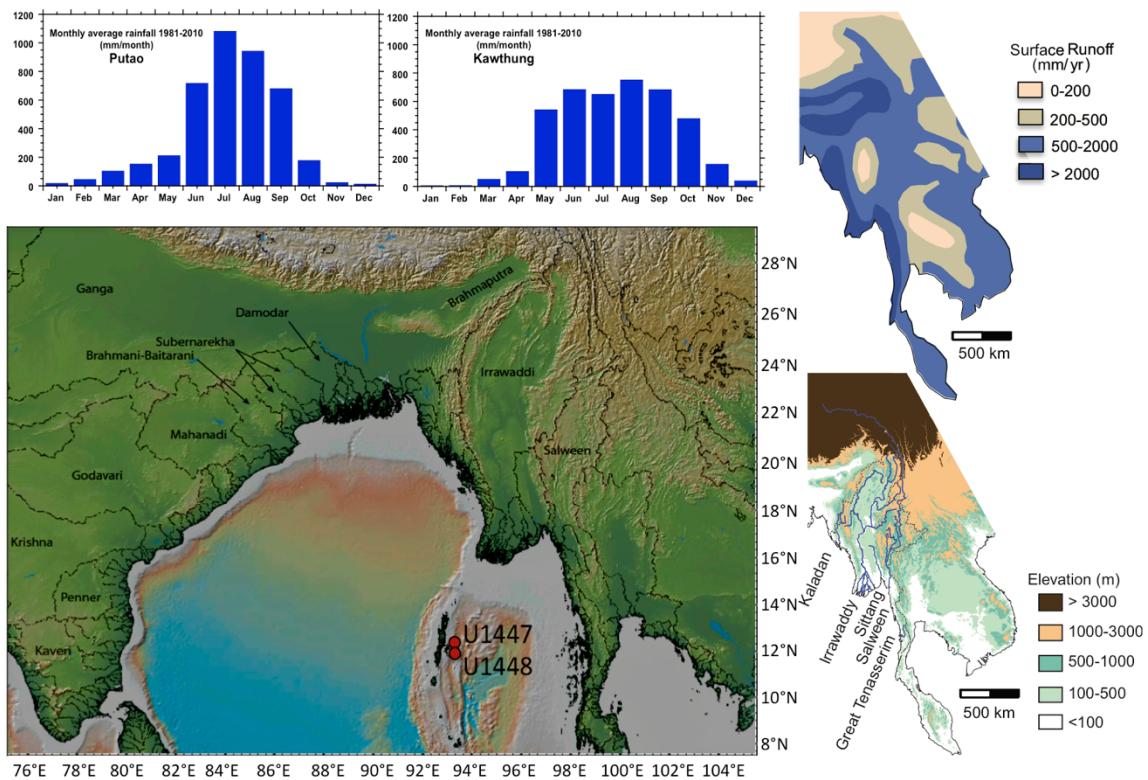 Monthly average rainfall 1981-2010
(mm/month)
Putao
1200
1000
800
600
400
200
0
Jan Feb Mar Apr May Jun Jul Aug Sep Oct Nov Dec
Monthly average rainfall 1981-2010
(mm/month)
Kawthung
1200
1000
800
600
400
200
0
Jan Feb Mar Apr May Jun Jul Aug Sep Oct Nov Dec
Surface Runoff
(mm/yr)
0-200
200-500
500-2000
> 2000
500 km
Ganga
Brahmaputra
Damodar
Subernarekha
Brahmani-Baitarani
Irrawaddi
Mahanadi
Salween
Godavari
Krishna
Penner
Kaveri
U1447
U1448
28°N
26°N
24°N
22°N
20°N
18°N
16°N
14°N
12°N
10°N
8°N
76°E 78°E 80°E 82°E 84°E 86°E 88°E 90°E 92°E 94°E 96°E 98°E 100°E 102°E 104°E
Kaladan
Irrawaddy
Sittang
Salween
Great Tenasserim
Elevation (m)
> 3000
1000-3000
500-1000
100-500
<100
500 km